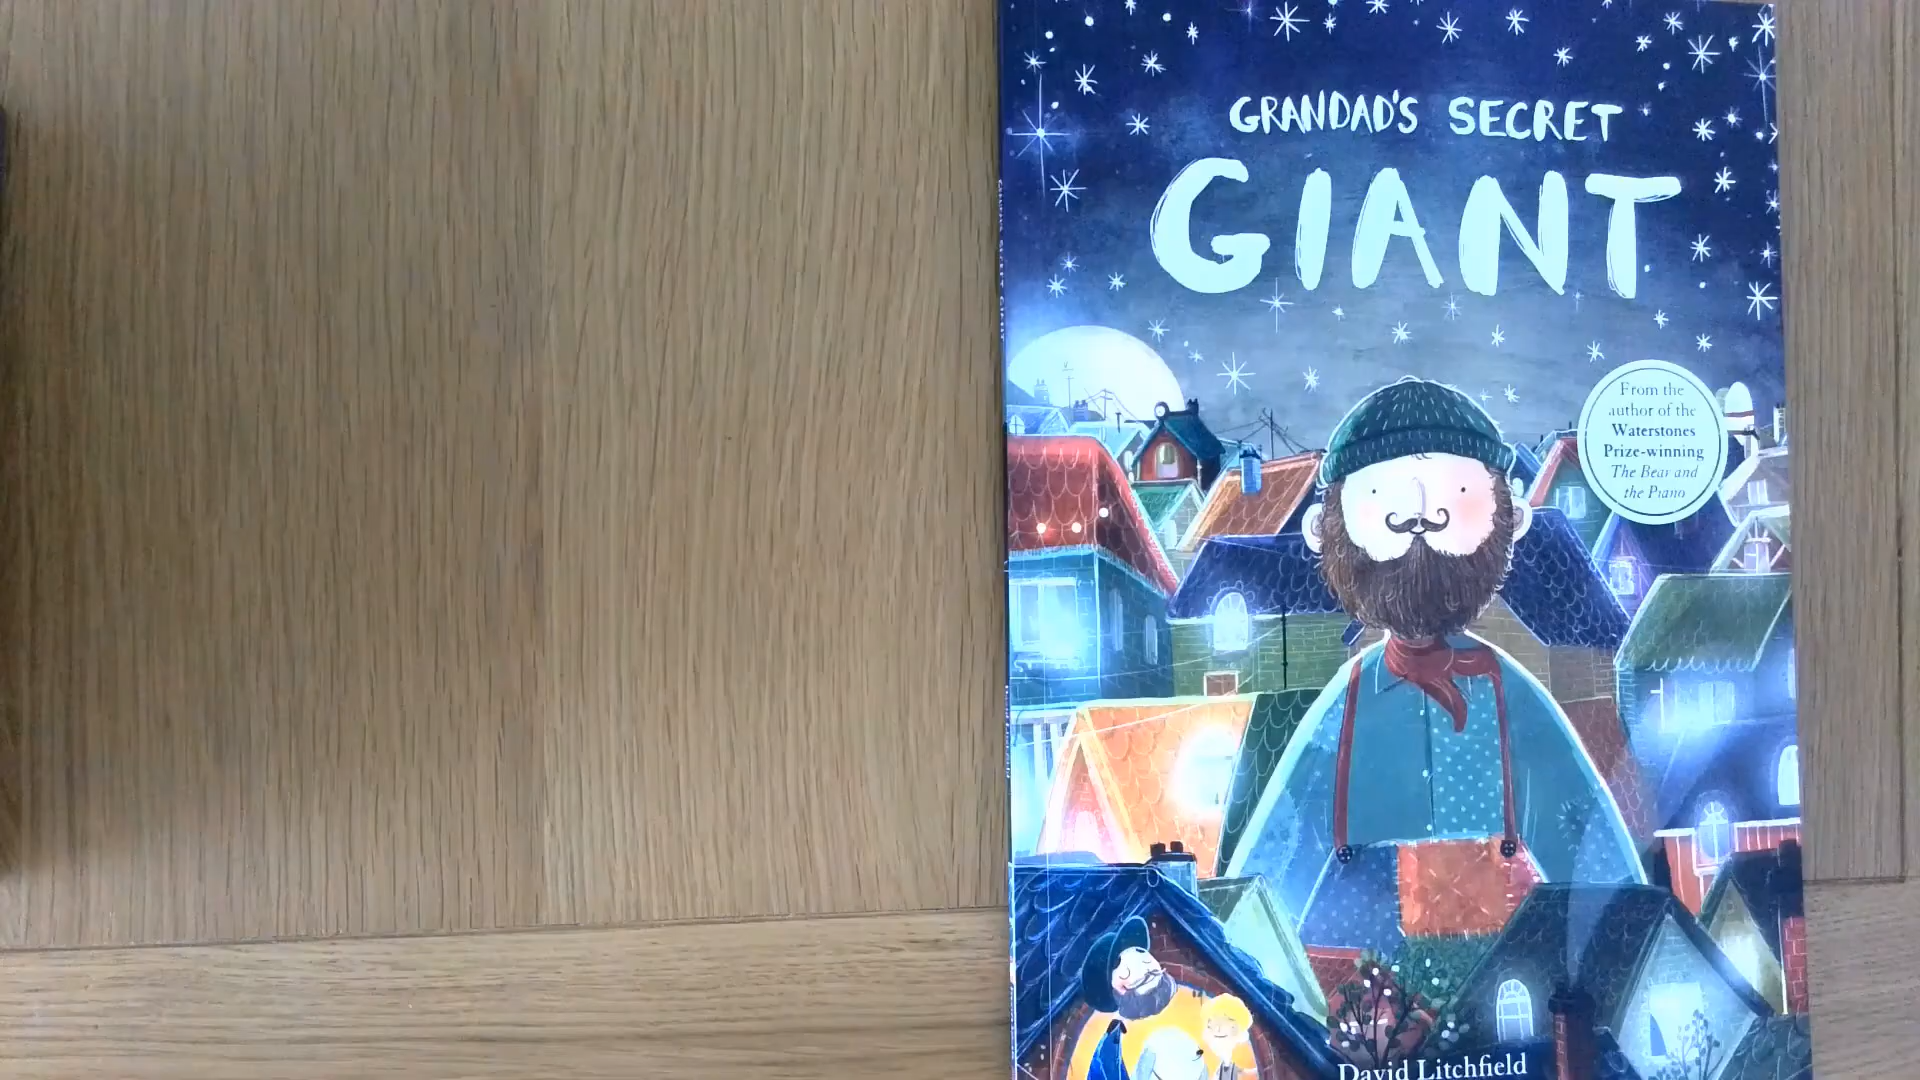 GRANDAD'S SECRET
GIANT
From the
author of the
Waterstones
Prize-winning
The Bear and
the Piano
David Litchfield